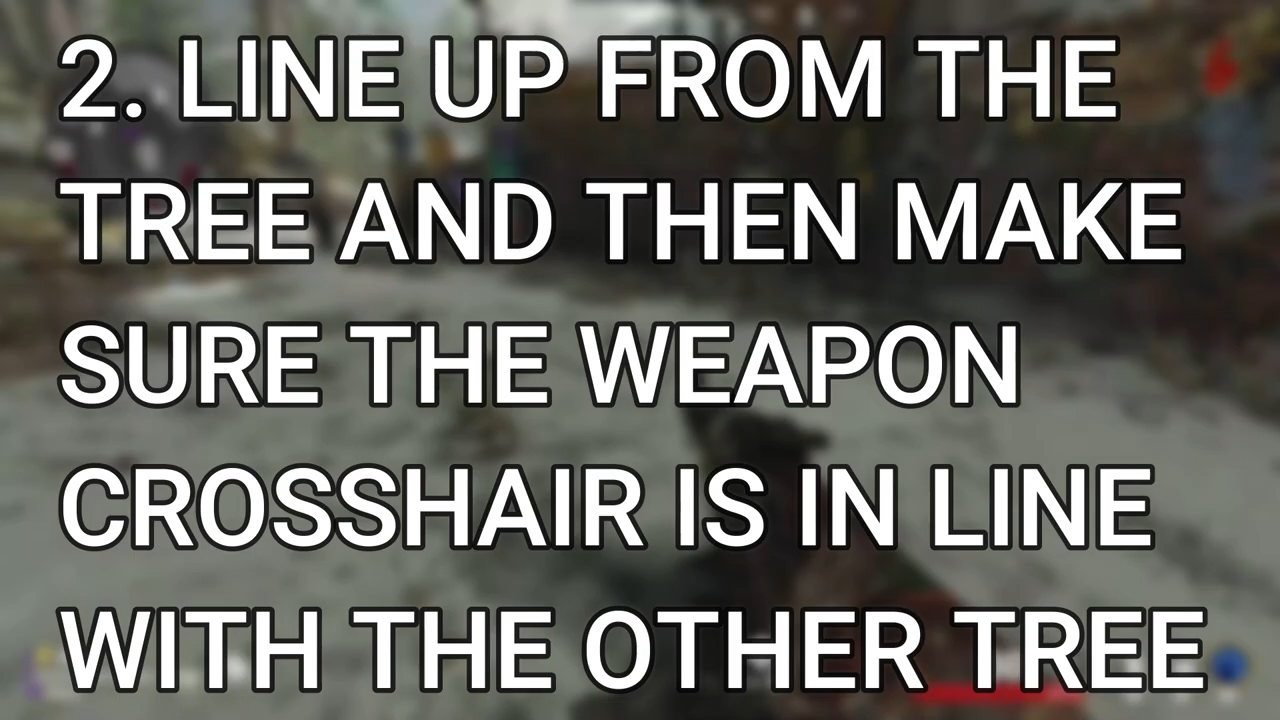 2. LINE UP FROM THE
TREE AND THEN MAKE
SURE THE WEAPON
CROSSHAIR IS IN LINE
WITH THE OTHER TREE